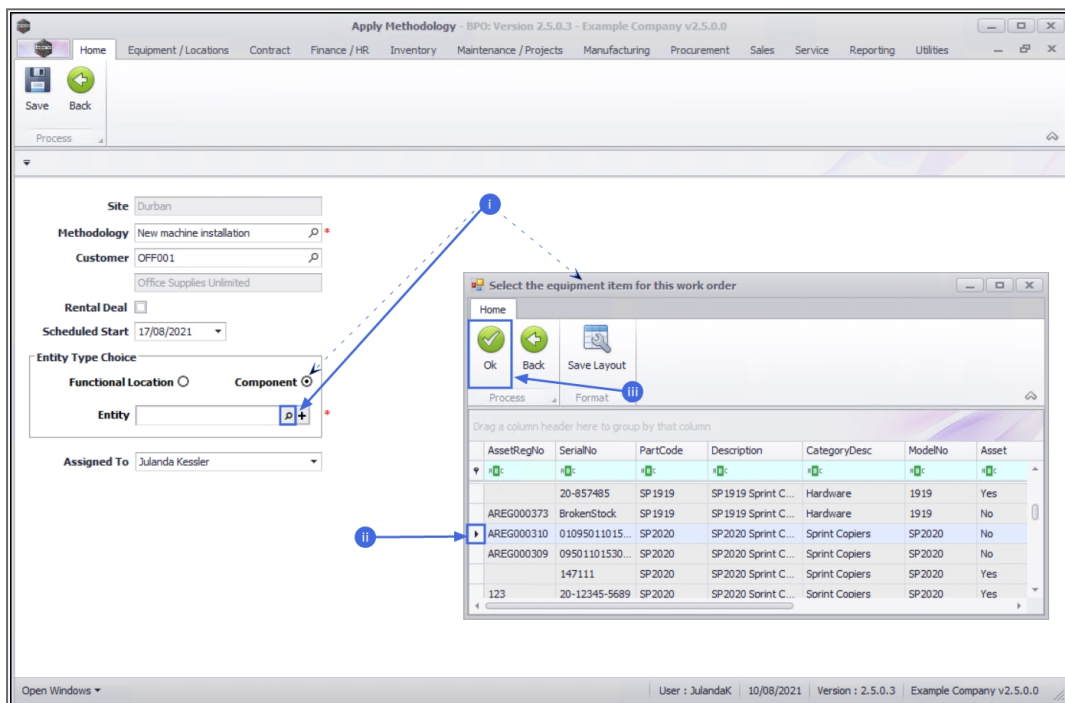 Apply Methodology - BPO: Version 2.5.0.3 - Example Company v2.5.0.0
Home Equipment / Locations Contract Finance / HR Inventory Maintenance / Projects Manufacturing Procurement Sales Service Reporting Utilities
Save Back
Process
Site Durban
Methodology New machine installation *
Customer OFF001
Office Supplies Unlimited
Rental Deal
Scheduled Start 17/08/2021
Entity Type Choice
Functional Location Component
Entity + *
Assigned To Julanda Kessler
i
ii
iii
Select the equipment item for this work order
Home
Ok Back Save Layout
Process Format
Drag a column header here to group by that column
AssetRegNo SerialNo PartCode Description CategoryDesc ModelNo Asset
20-857485 SP1919 SP1919 Sprint C... Hardware 1919 Yes
AREG000373 BrokenStock SP1919 SP1919 Sprint C... Hardware 1919 No
AREG000310 01095011015... SP2020 SP2020 Sprint C... Sprint Copiers SP2020 No
AREG000309 09501101530... SP2020 SP2020 Sprint C... Sprint Copiers SP2020 No
147111 SP2020 SP2020 Sprint C... Sprint Copiers SP2020 Yes
123 20-12345-5689 SP2020 SP2020 Sprint C... Sprint Copiers SP2020 Yes
Open Windows User : JulandaK 10/08/2021 Version : 2.5.0.3 Example Company v2.5.0.0